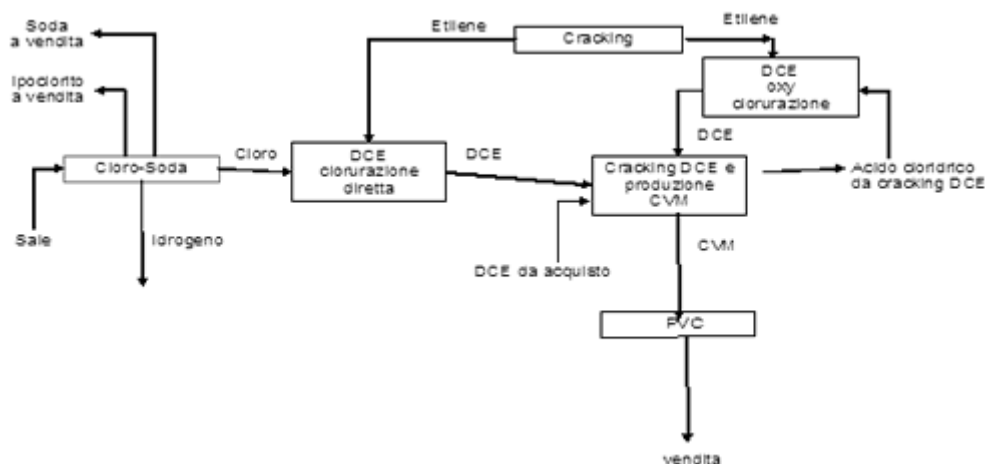 Soda
a vendita
Ipoclorito
a vendita
Etilene
Cracking
Etilene
DCE
oxy
clorurazione
DCE
Cloro
DCE
clorurazione
diretta
DCE
Cloro-Soda
Cracking DCE e
produzione
CVM
Acido cloridrico
da cracking DCE
Sale
Idrogeno
CVM
DCE da acquisto
PVC
vendita